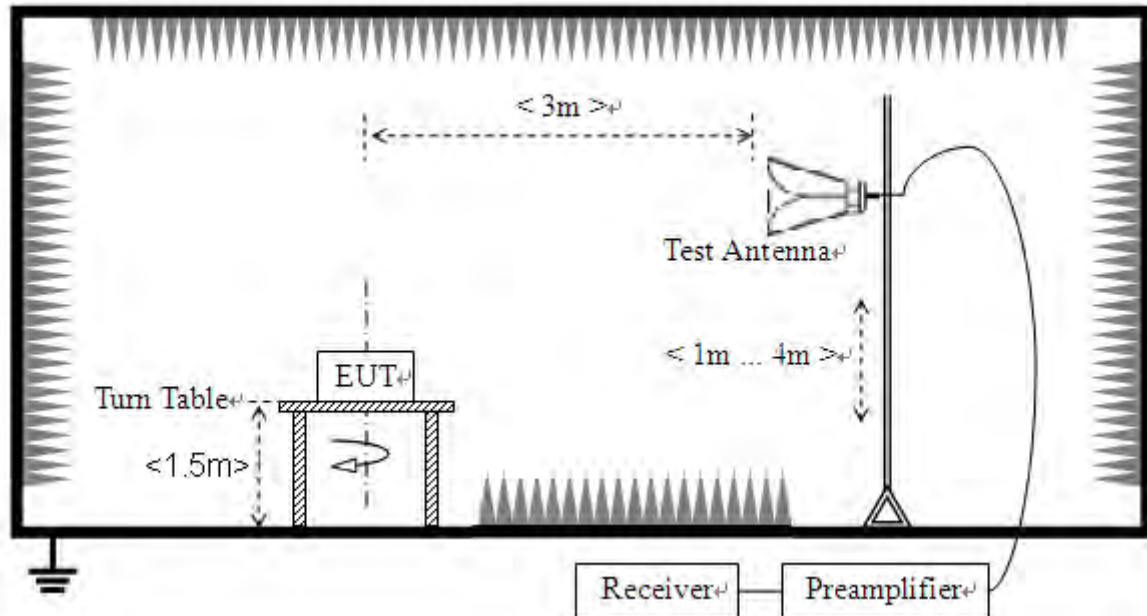 < 3m >↵
Test Antenna↵
< 1m ... 4m >↵
EUT↵
Turn Table↵
<1.5m>
Receiver↵
Preamplifier↵